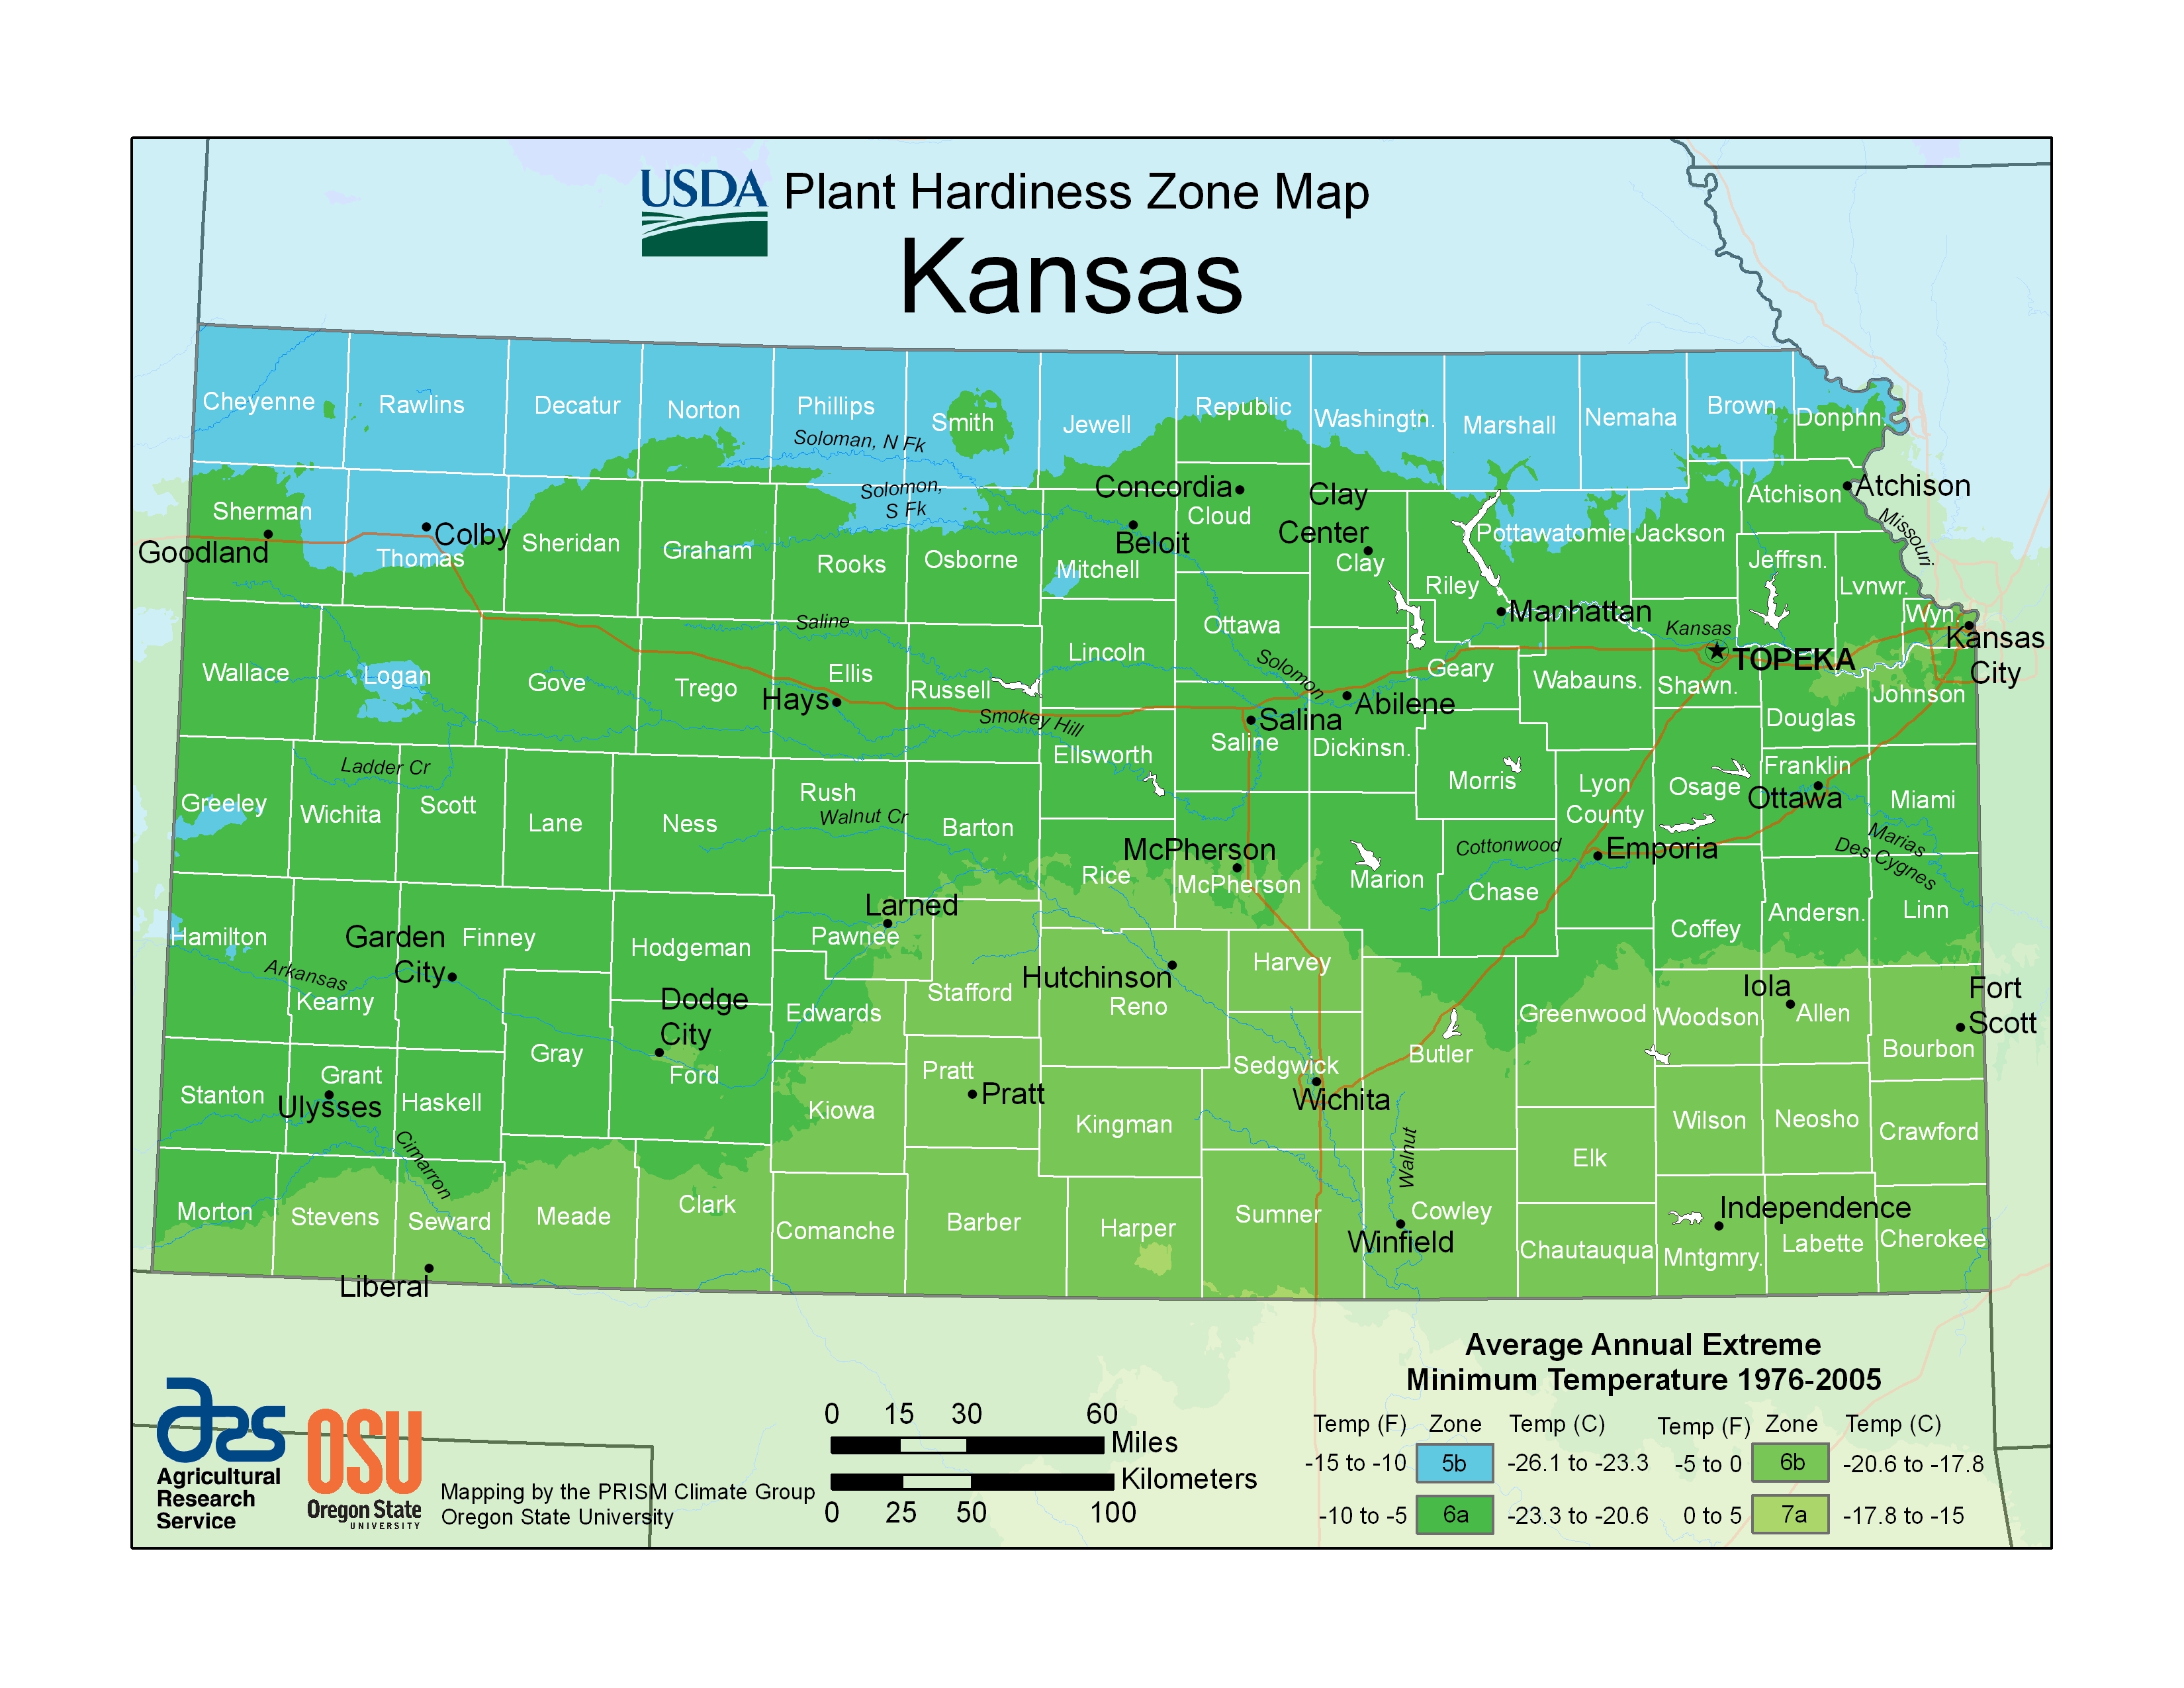 USDA Plant Hardiness Zone Map
Kansas
Cheyenne Rawlins Decatur Norton Phillips Smith Jewell Republic Washingtn. Marshall Nemaha Brown Donphn.
Soloman, N Fk
Solomon,
S Fk
Sherman
Goodland
Colby
Thomas
Sheridan Graham Rooks Osborne
Concordia
Cloud
Beloit
Mitchell
Clay
Center
Clay
Riley
Pottawatomie Jackson
Atchison Atchison
Missouri
Jeffrsn. Lvnwr.
Manhattan
Wyn.
Kansas
City
Kansas
TOPEKA
Wallace Logan Gove Trego
Saline
Ellis
Hays
Russell
Smokey Hill
Lincoln
Ottawa
Solomon
Abilene
Salina
Saline
Dickinsn.
Geary
Wabauns. Shawn.
Douglas Johnson
Ellsworth
Morris
Lyon
County
Osage
Franklin
Ottawa
Miami
Marias
Des Cygnes
Ladder Cr
Greeley Wichita Scott Lane Ness
Rush
Walnut Cr
Barton
Rice
McPherson
McPherson
Marion
Cottonwood
Chase
Emporia
Coffey Andersn. Linn
Hamilton
Arkansas
Kearny
Garden
City
Finney
Hodgeman
Larned
Pawnee
Edwards
Stafford
Hutchinson
Reno
Harvey
Sedgwick
Wichita
Butler
Greenwood Woodson
Iola
Allen
Fort
Scott
Bourbon
Dodge
City
Ford
Gray
Stanton
Grant
Ulysses
Haskell
Cimarron
Kiowa
Pratt
Pratt
Kingman
Walnut
Elk
Wilson Neosho Crawford
Morton Stevens Seward Meade Clark Comanche Barber Harper Sumner
Cowley
Winfield
Chautauqua
Independence
Mntgmry. Labette Cherokee
Liberal
Average Annual Extreme
Minimum Temperature 1976-2005
Temp (F) Zone Temp (C) Temp (F) Zone Temp (C)
-15 to -10 5b -26.1 to -23.3 -5 to 0 6b -20.6 to -17.8
-10 to -5 6a -23.3 to -20.6 0 to 5 7a -17.8 to -15
0 15 30 60
Miles
Kilometers
0 25 50 100
ars
Agricultural
Research
Service
OSU
Oregon State
UNIVERSITY
Mapping by the PRISM Climate Group
Oregon State University